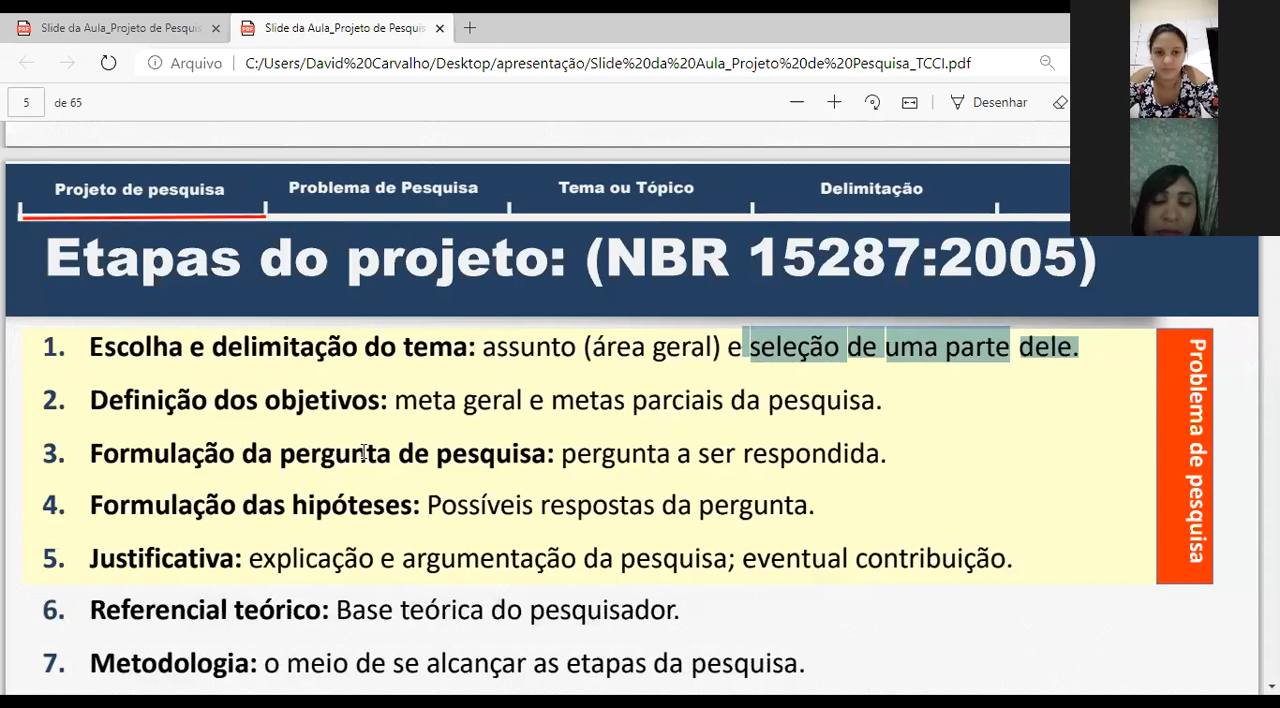 Slide da Aula_Projeto de Pesquis
Slide da Aula_Projeto de Pesquis
Arquivo
C:/Users/David%20Carvalho/Desktop/apresentação/Slide%20da%20Aula_Projeto%20de%20Pesquisa_TCCI.pdf
5 de 65
Desenhar
Projeto de pesquisa
Problema de Pesquisa
Tema ou Tópico
Delimitação
Etapas do projeto: (NBR 15287:2005)
1. Escolha e delimitação do tema: assunto (área geral) e seleção de uma parte dele.
2. Definição dos objetivos: meta geral e metas parciais da pesquisa.
3. Formulação da pergunta de pesquisa: pergunta a ser respondida.
4. Formulação das hipóteses: Possíveis respostas da pergunta.
5. Justificativa: explicação e argumentação da pesquisa; eventual contribuição.
6. Referencial teórico: Base teórica do pesquisador.
7. Metodologia: o meio de se alcançar as etapas da pesquisa.
Problema de pesquisa